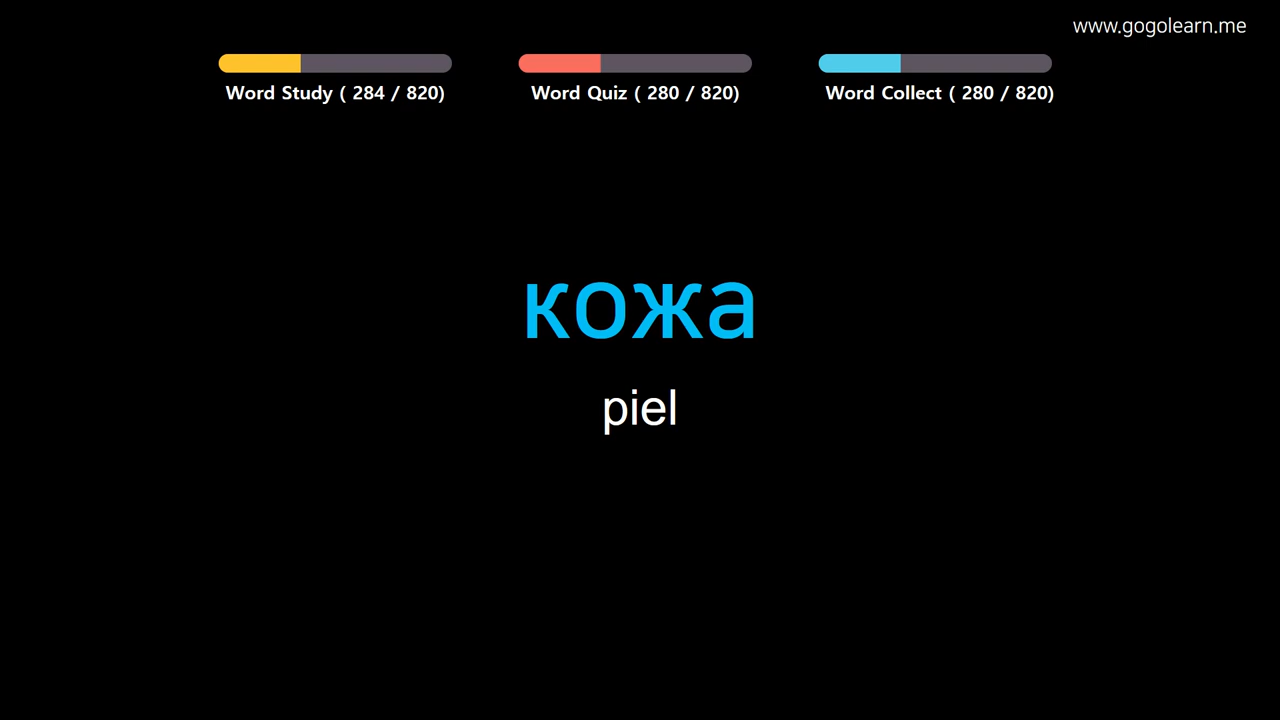 www.gogolearn.me
Word Study ( 284 / 820)
Word Quiz ( 280 / 820)
Word Collect ( 280 / 820)
кожа
piel